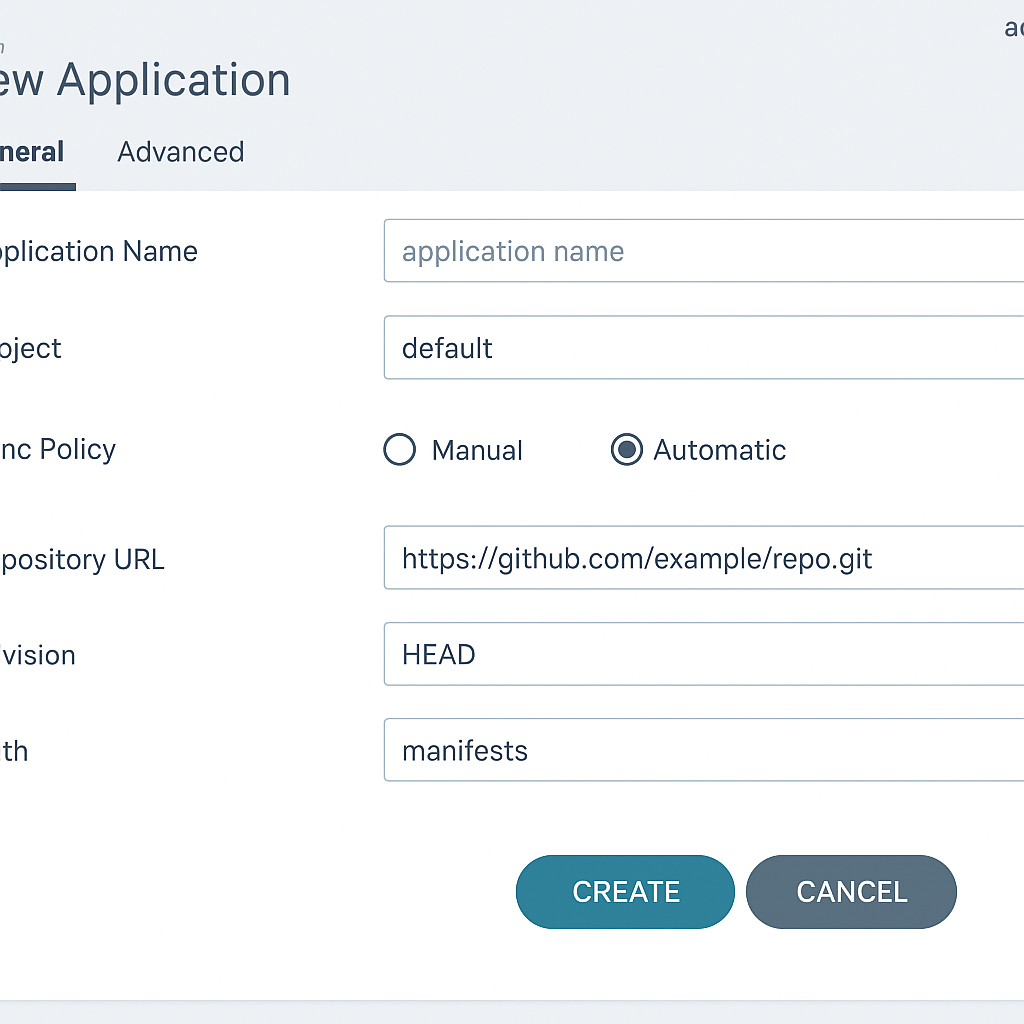 ew Application
neral Advanced
plication Name application name
oject default
nc Policy Manual Automatic
pository URL https://github.com/example/repo.git
vision HEAD
th manifests
CREATE CANCEL